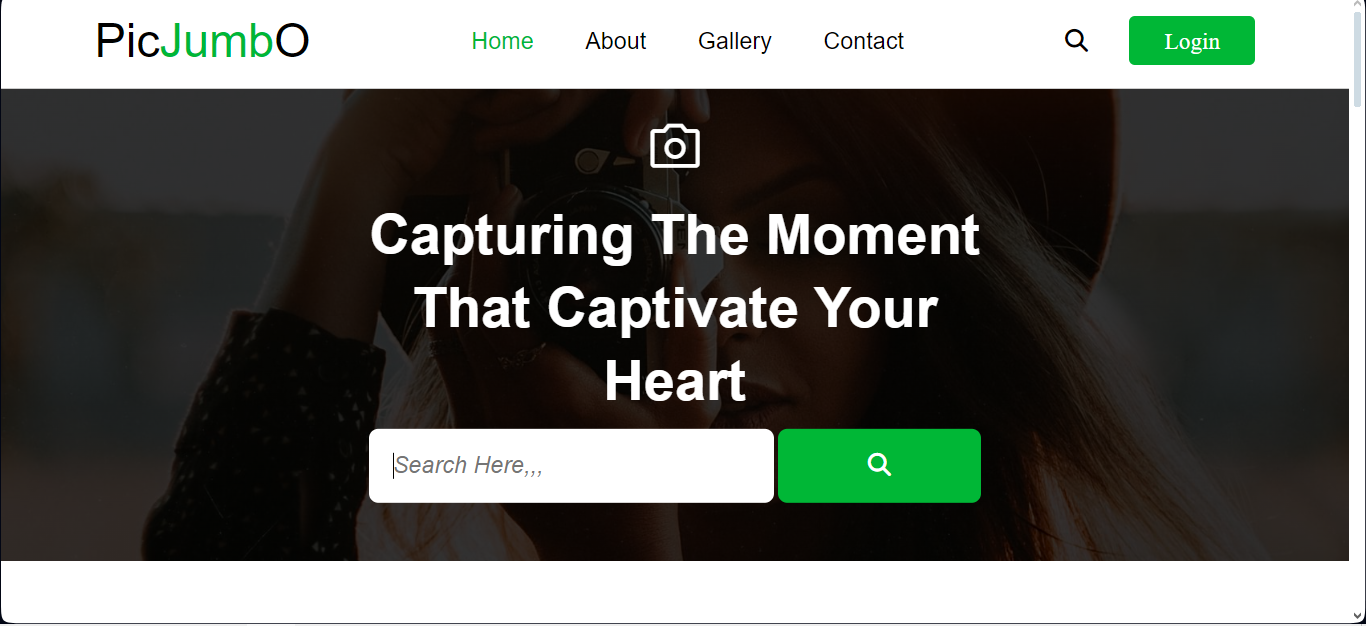 PicJumbO
Home About Gallery Contact
Login
Capturing The Moment
That Captivate Your
Heart
Search Here,,,